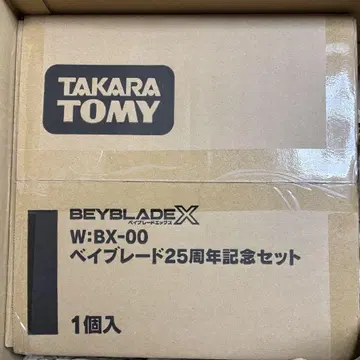 TAKARA
TOMY
BEYBLADE X
ベイブレードエックス
W:BX-00
ベイブレード25周年記念セット
1個入